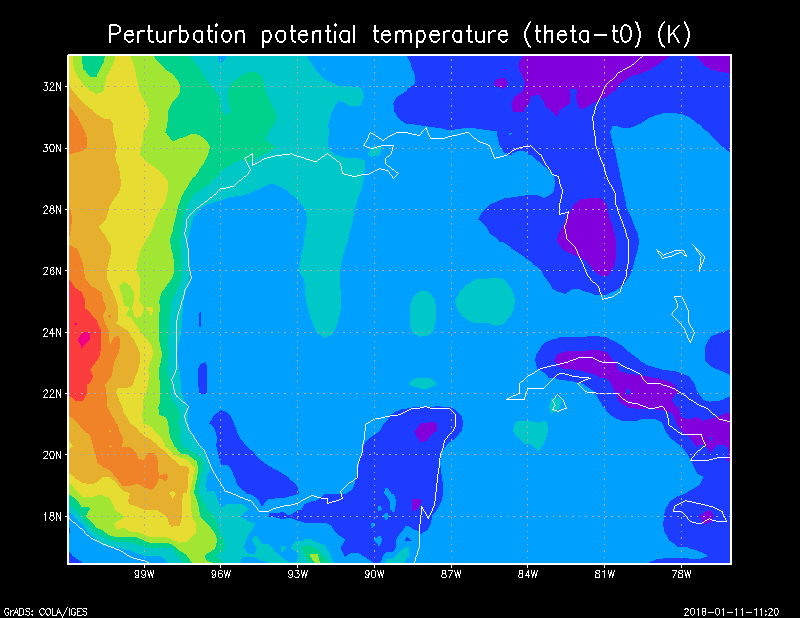 Perturbation potential temperature (theta-t0) (K)
32N
30N
28N
26N
24N
22N
20N
18N
99W 96W 93W 90W 87W 84W 81W 78W
GrADS: COLA/IGES 2018-01-11-11:20